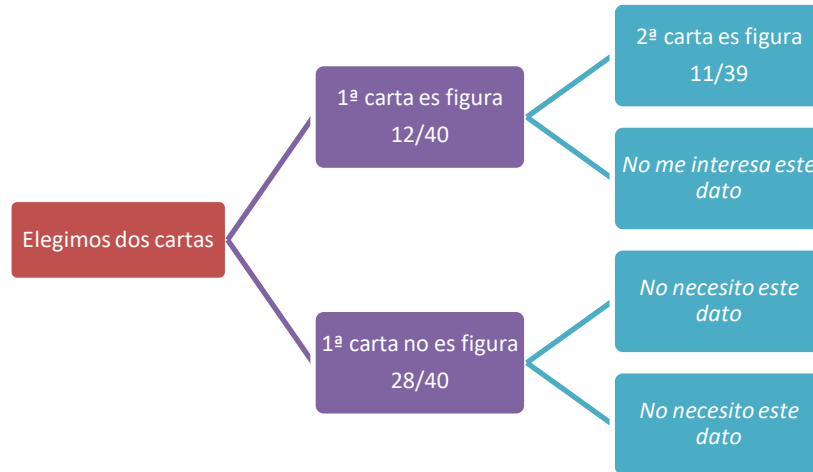 2ª carta es figura
11/39
1ª carta es figura
12/40
No me interesa este
dato
Elegimos dos cartas
No necesito este
dato
1ª carta no es figura
28/40
No necesito este
dato